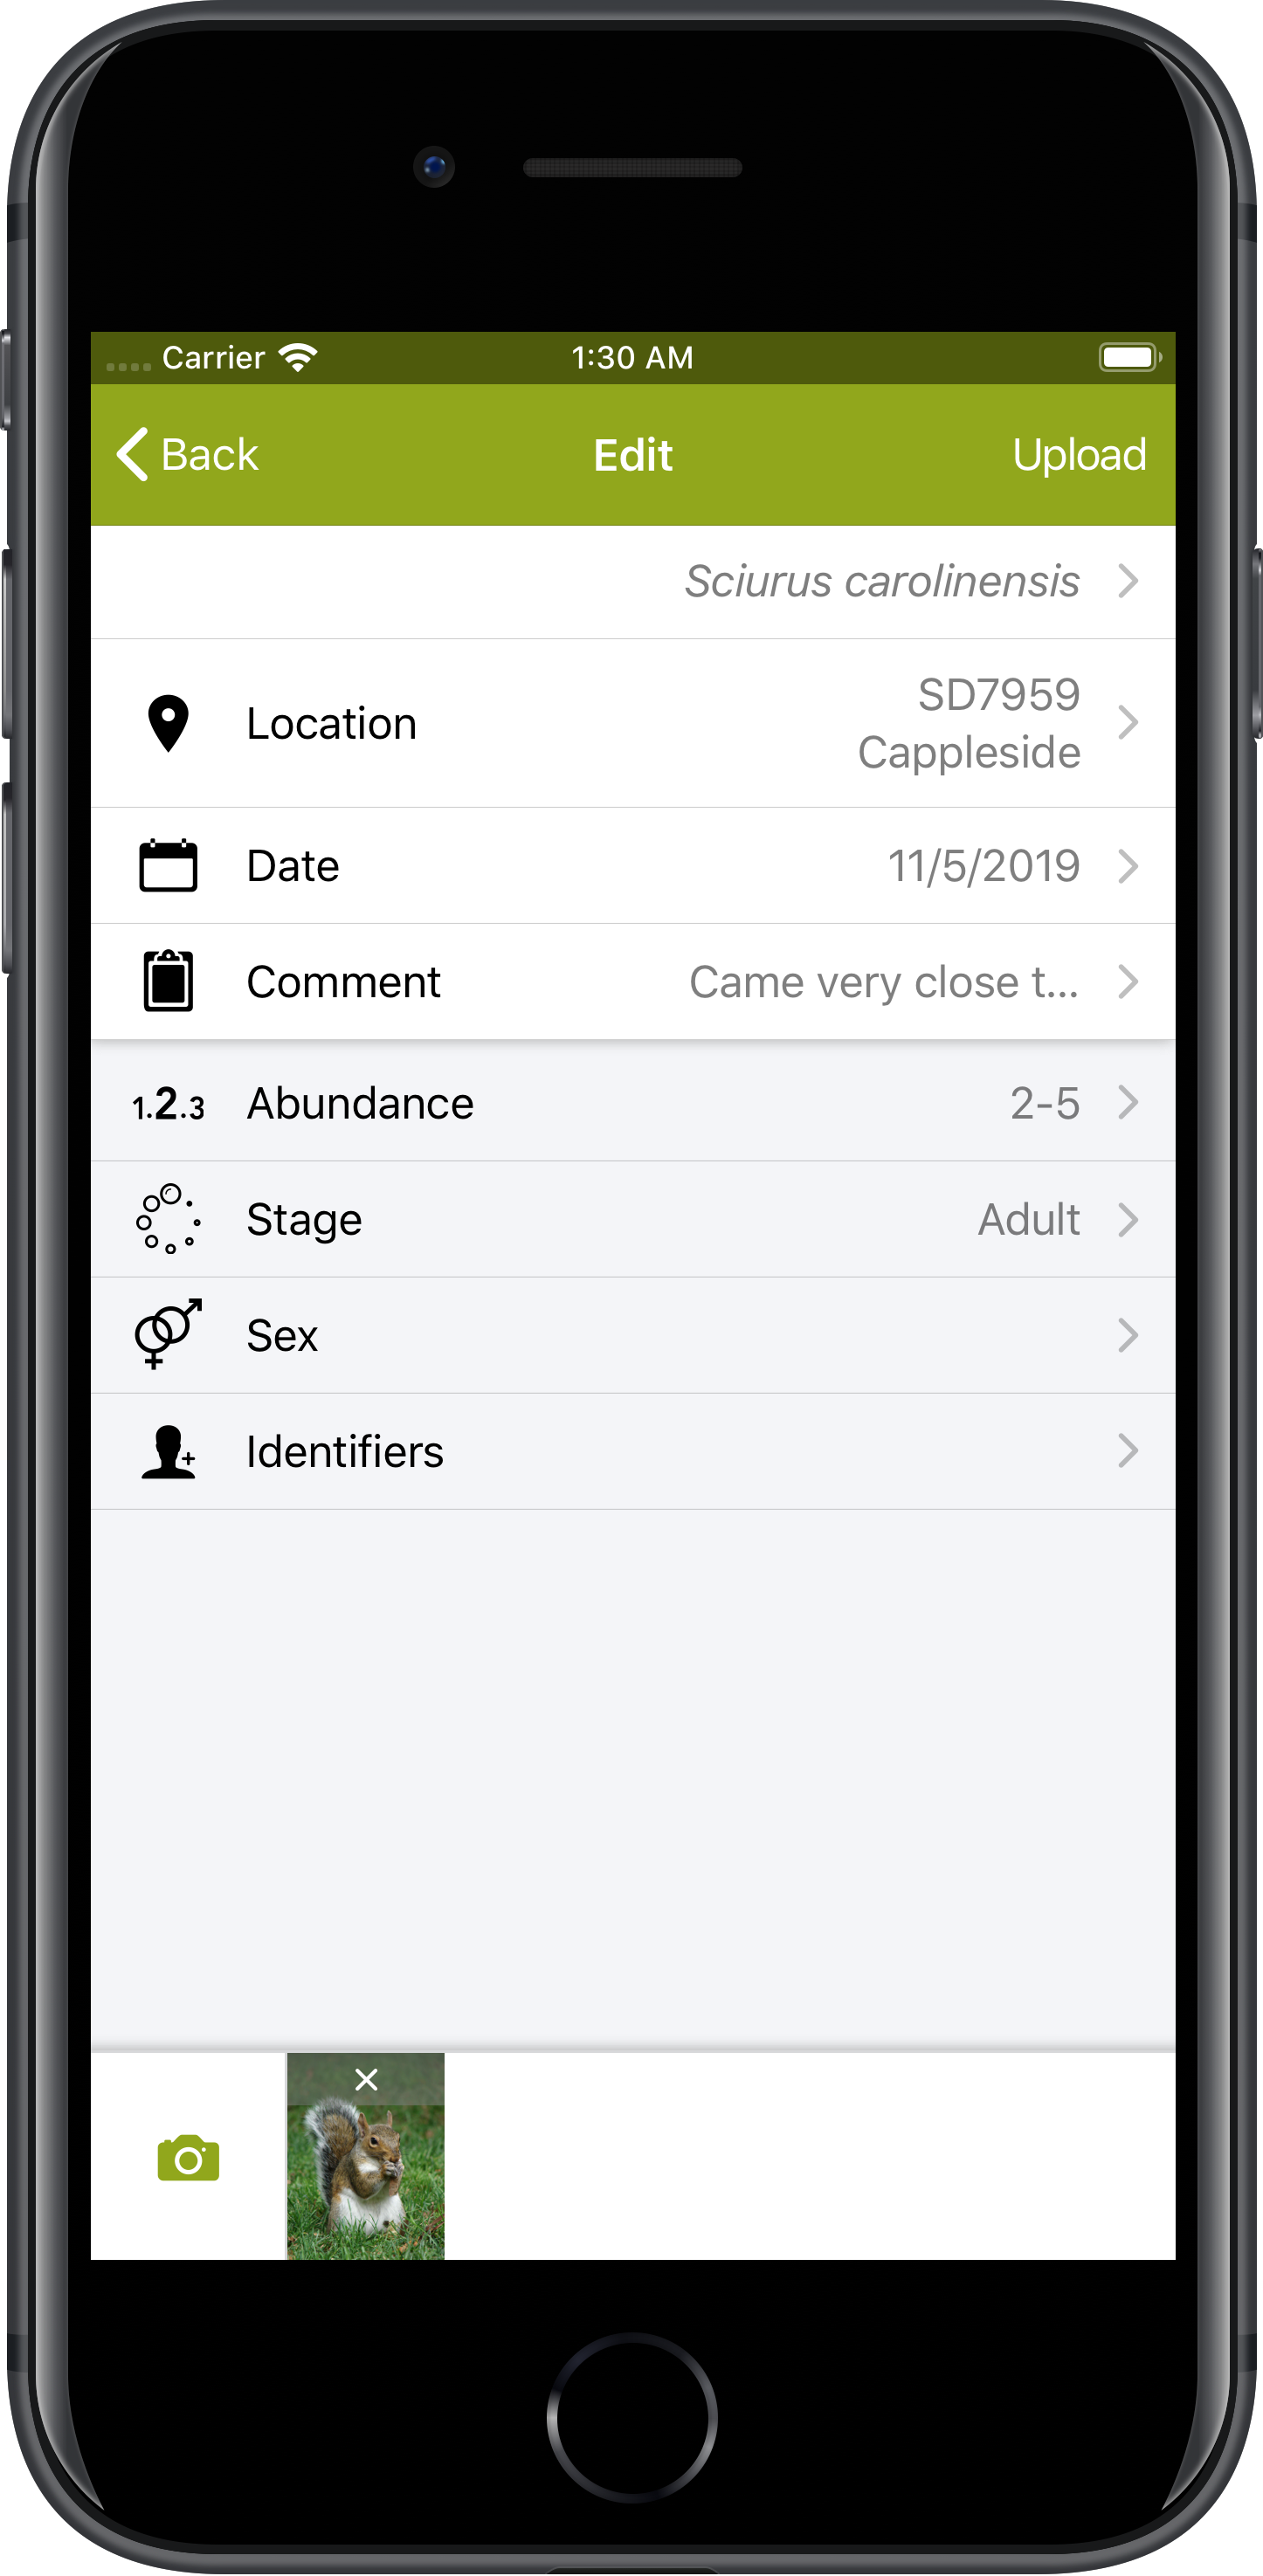 Carrier 1:30 AM
Back Edit Upload
Sciurus carolinensis
Location SD7959
Cappleside
Date 11/5/2019
Comment Came very close t...
1.2.3 Abundance 2-5
Stage Adult
Sex
Identifiers